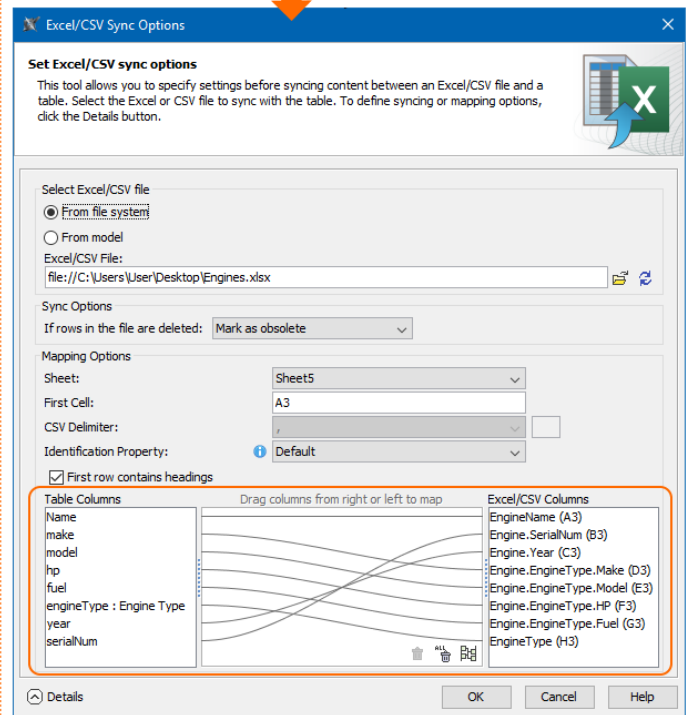 Excel/CSV Sync Options
Set Excel/CSV sync options
This tool allows you to specify settings before syncing content between an Excel/CSV file and a
table. Select the Excel or CSV file to sync with the table. To define syncing or mapping options,
click the Details button.
X
Select Excel/CSV file
From file system
From model
Excel/CSV File:
file://C:\Users\User\Desktop\Engines.xlsx
Sync Options
If rows in the file are deleted: Mark as obsolete
Mapping Options
Sheet: Sheet5
First Cell: A3
CSV Delimiter: ,
Identification Property: Default
First row contains headings
Table Columns Drag columns from right or left to map Excel/CSV Columns
Name EngineName (A3)
make Engine.SerialNum (B3)
model Engine.Year (C3)
hp Engine.EngineType.Make (D3)
fuel Engine.EngineType.Model (E3)
engineType : Engine Type Engine.EngineType.HP (F3)
year Engine.EngineType.Fuel (G3)
serialNum EngineType (H3)
ALL
Details OK Cancel Help